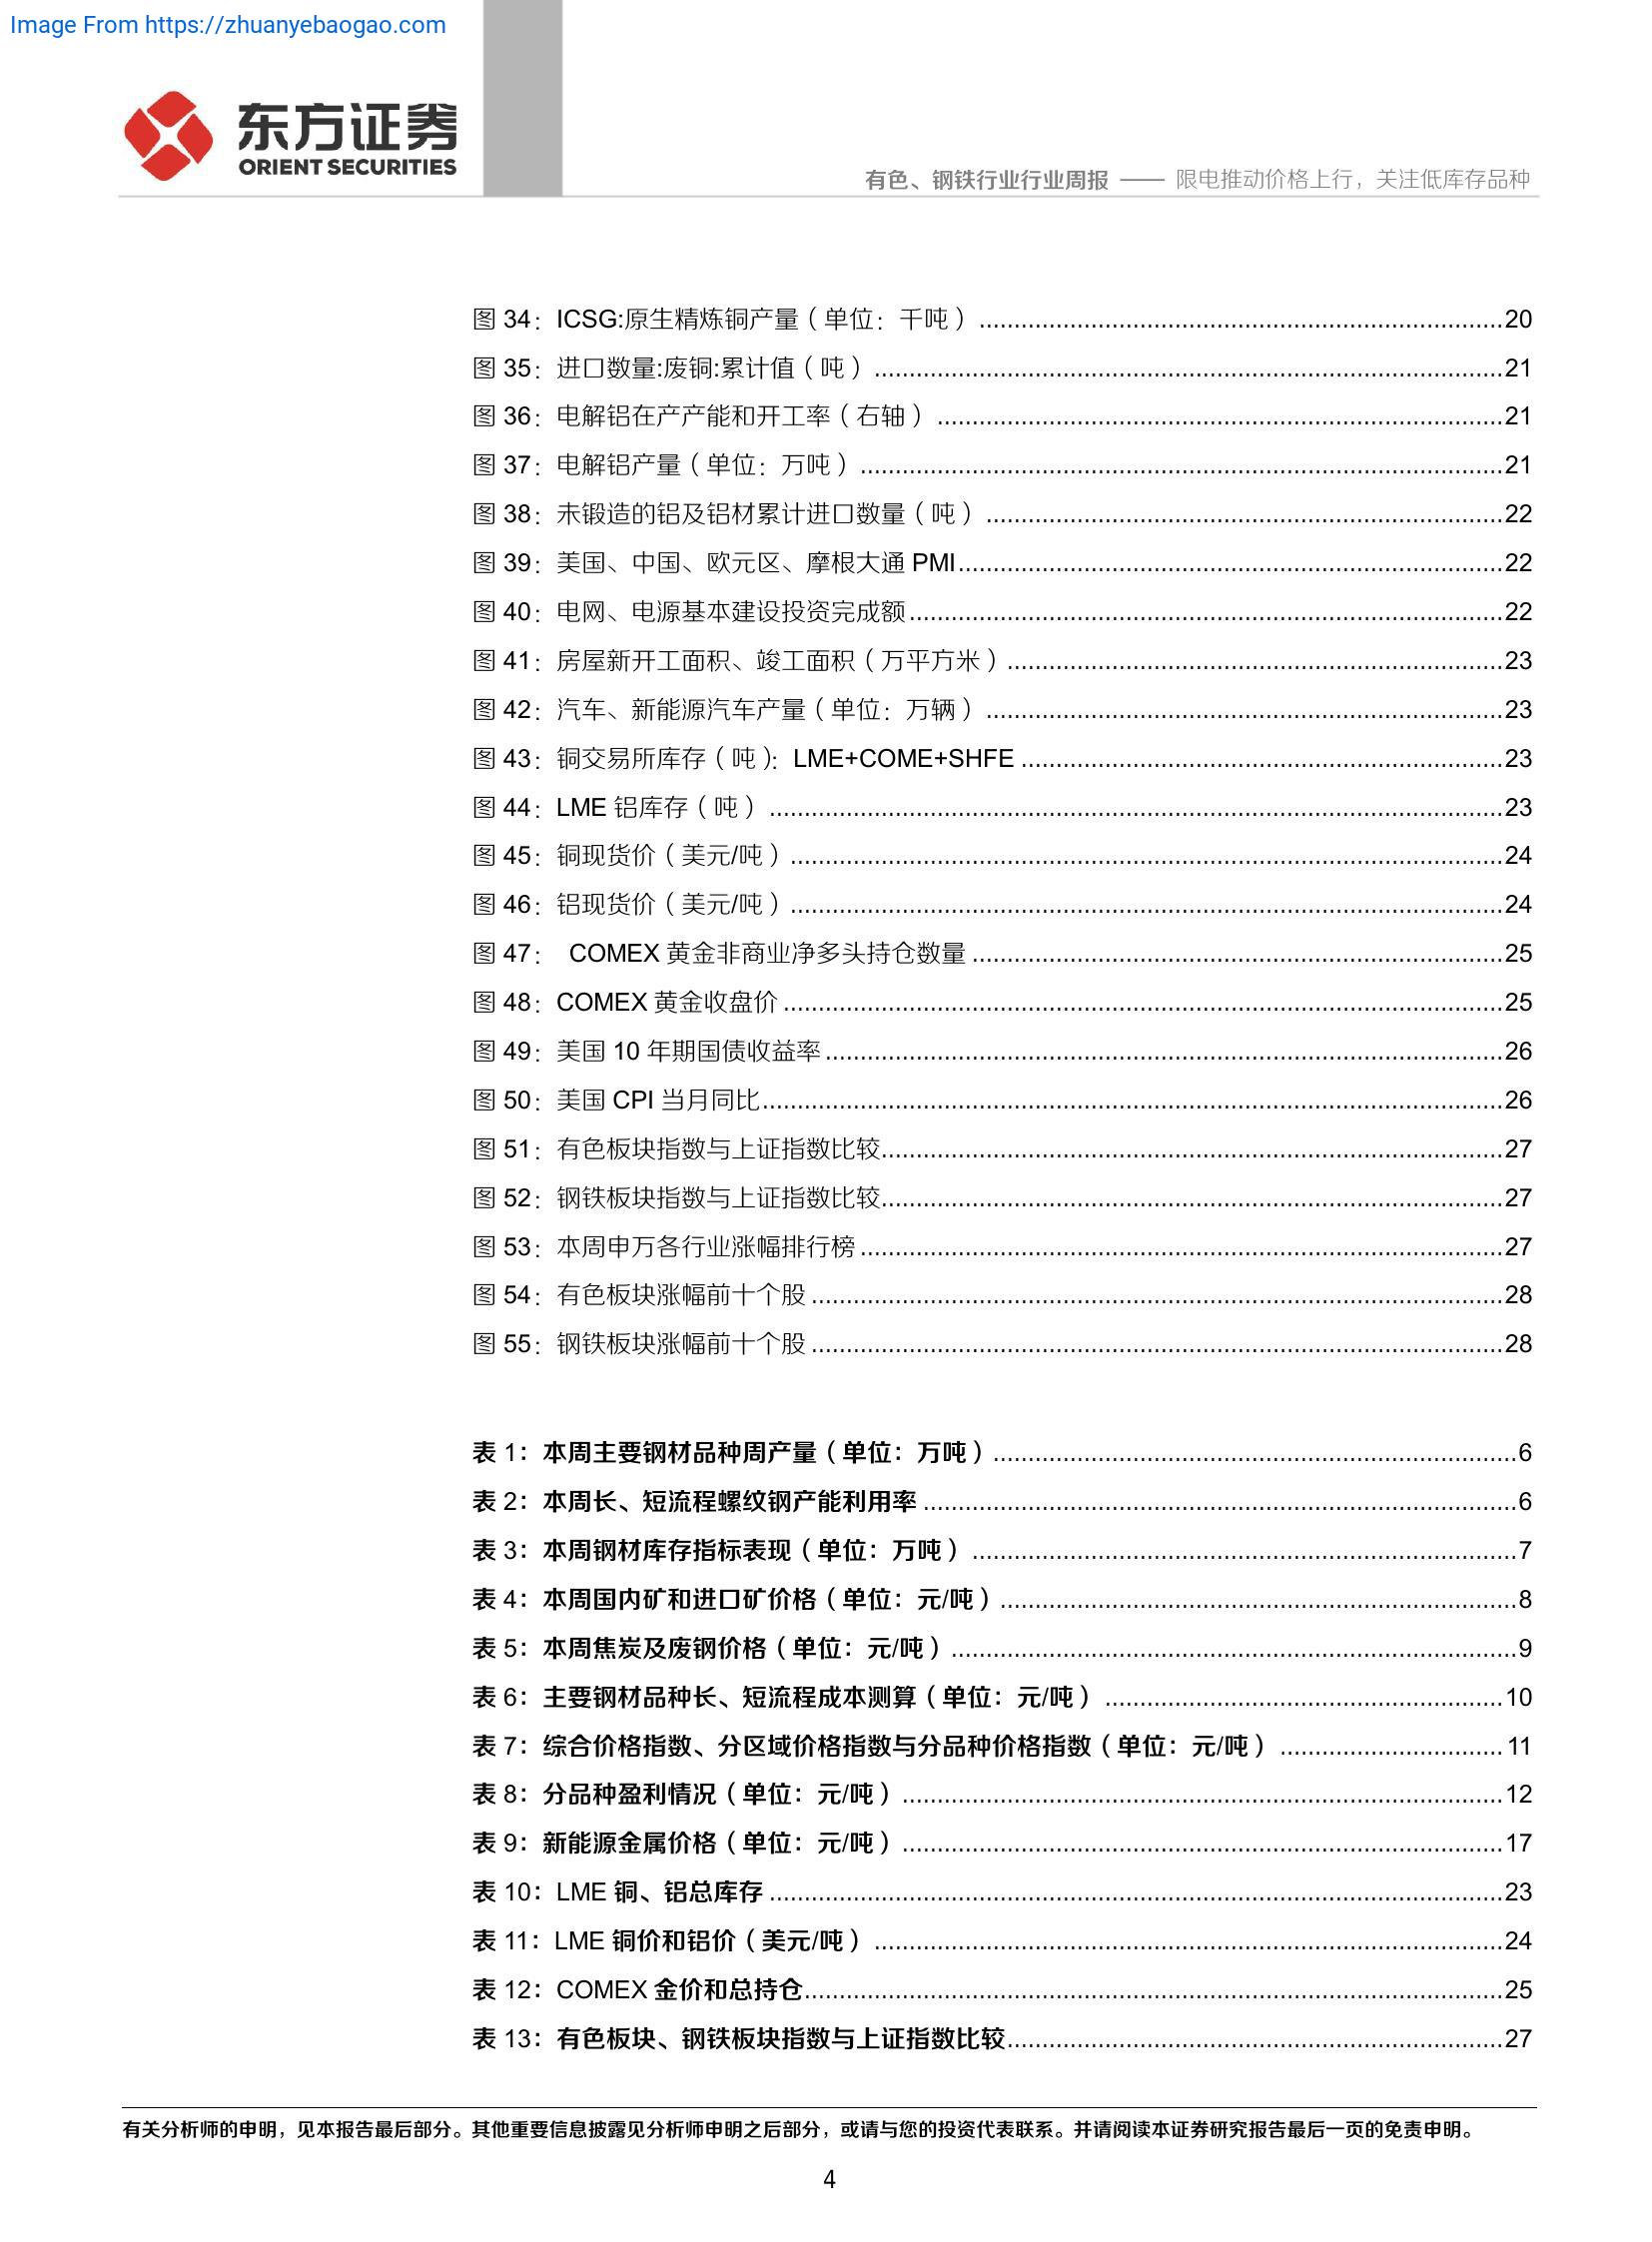 Image From https://zhuanyebaogao.com
东方证券
ORIENT SECURITIES
有色、钢铁行业行业周报 —— 限电推动价格上行，关注低库存品种
图 34：ICSG:原生精炼铜产量（单位：千吨）................................20
图 35：进口数量:废铜:累计值（吨）................................21
图 36：电解铝在产产能和开工率（右轴）................................21
图 37：电解铝产量（单位：万吨）................................21
图 38：未锻造的铝及铝材累计进口数量（吨）................................22
图 39：美国、中国、欧元区、摩根大通 PMI................................22
图 40：电网、电源基本建设投资完成额................................22
图 41：房屋新开工面积、竣工面积（万平方米）................................23
图 42：汽车、新能源汽车产量（单位：万辆）................................23
图 43：铜交易所库存（吨）：LME+COME+SHFE................................23
图 44：LME 铝库存（吨）................................23
图 45：铜现货价（美元/吨）................................24
图 46：铝现货价（美元/吨）................................24
图 47： COMEX 黄金非商业净多头持仓数量................................25
图 48：COMEX 黄金收盘价................................25
图 49：美国 10 年期国债收益率................................26
图 50：美国 CPI 当月同比................................26
图 51：有色板块指数与上证指数比较................................27
图 52：钢铁板块指数与上证指数比较................................27
图 53：本周申万各行业涨幅排行榜................................27
图 54：有色板块涨幅前十个股................................28
图 55：钢铁板块涨幅前十个股................................28
表 1：本周主要钢材品种周产量（单位：万吨）................................6
表 2：本周长、短流程螺纹钢产能利用率................................6
表 3：本周钢材库存指标表现（单位：万吨）................................7
表 4：本周国内矿和进口矿价格（单位：元/吨）................................8
表 5：本周焦炭及废钢价格（单位：元/吨）................................9
表 6：主要钢材品种长、短流程成本测算（单位：元/吨）................................10
表 7：综合价格指数、分区域价格指数与分品种价格指数（单位：元/吨）................................11
表 8：分品种盈利情况（单位：元/吨）................................12
表 9：新能源金属价格（单位：元/吨）................................17
表 10：LME 铜、铝总库存................................23
表 11：LME 铜价和铝价（美元/吨）................................24
表 12：COMEX 金价和总持仓................................25
表 13：有色板块、钢铁板块指数与上证指数比较................................27
有关分析师的申明，见本报告最后部分。其他重要信息披露见分析师申明之后部分，或请与您的投资代表联系。并请阅读本证券研究报告最后一页的免责申明。
4